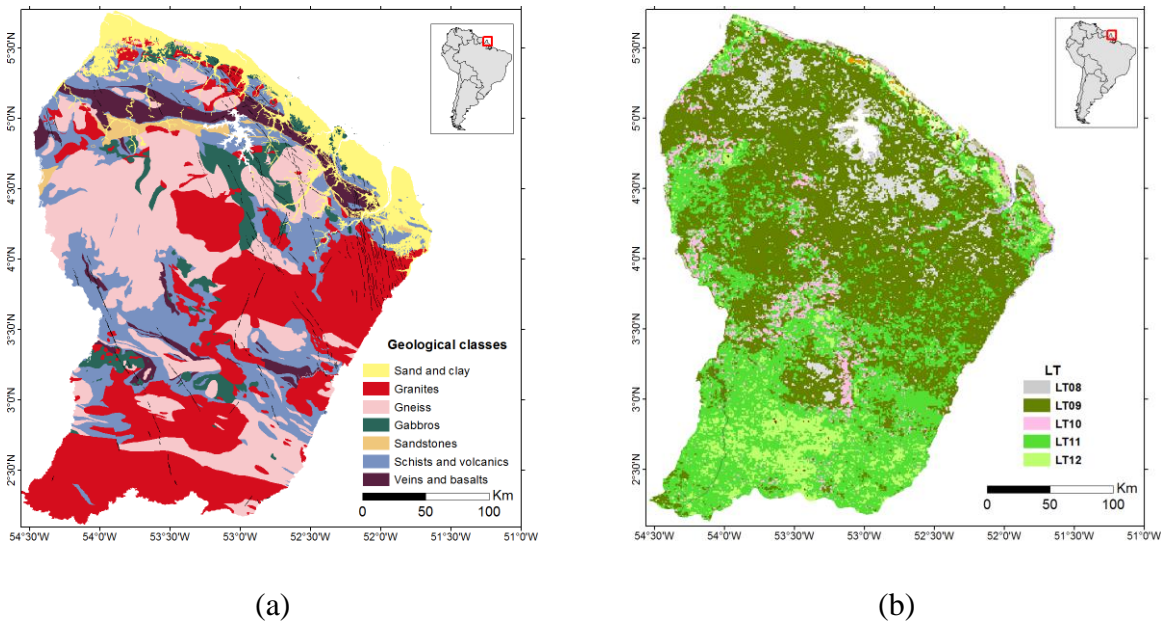 5°30'N
5°0'N
4°30'N
4°0'N
3°30'N
3°0'N
2°30'N
Geological classes
Sand and clay
Granites
Gneiss
Gabbros
Sandstones
Schists and volcanics
Veins and basalts
Km
0 50 100
54°30'W 54°0'W 53°30'W 53°0'W 52°30'W 52°0'W 51°30'W 51°0'W
(a)
5°30'N
5°0'N
4°30'N
4°0'N
3°30'N
3°0'N
2°30'N
LT
LT08
LT09
LT10
LT11
LT12
Km
0 50 100
54°30'W 54°0'W 53°30'W 53°0'W 52°30'W 52°0'W 51°30'W 51°0'W
(b)